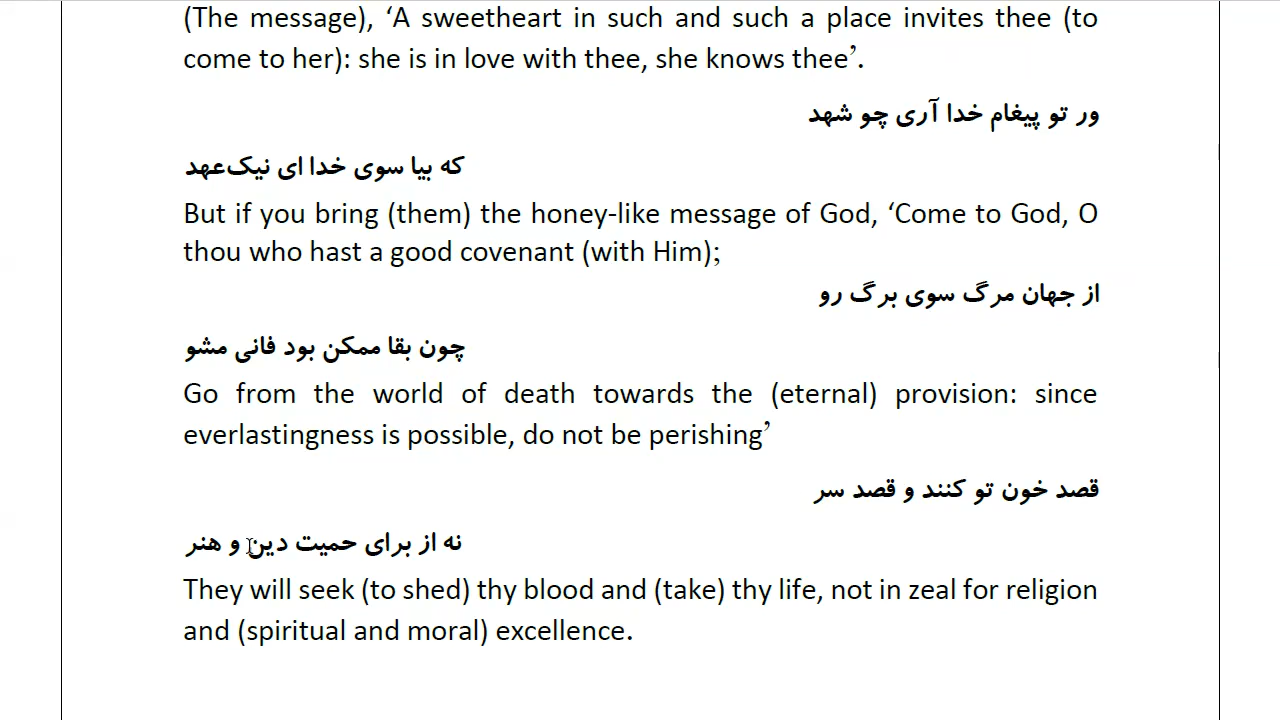 (The message), ‘A sweetheart in such and such a place invites thee (to
come to her): she is in love with thee, she knows thee’.
ور تو پیغام خدا آری چو شهد
که بیا سوی خدا ای نیک‌عهد
But if you bring (them) the honey-like message of God, ‘Come to God, O
thou who hast a good covenant (with Him);
از جهان مرگ سوی برگ رو
چون بقا ممکن بود فانی مشو
Go from the world of death towards the (eternal) provision: since
everlastingness is possible, do not be perishing’
قصد خون تو کنند و قصد سر
نه از برای حمیت دین و هنر
They will seek (to shed) thy blood and (take) thy life, not in zeal for religion
and (spiritual and moral) excellence.